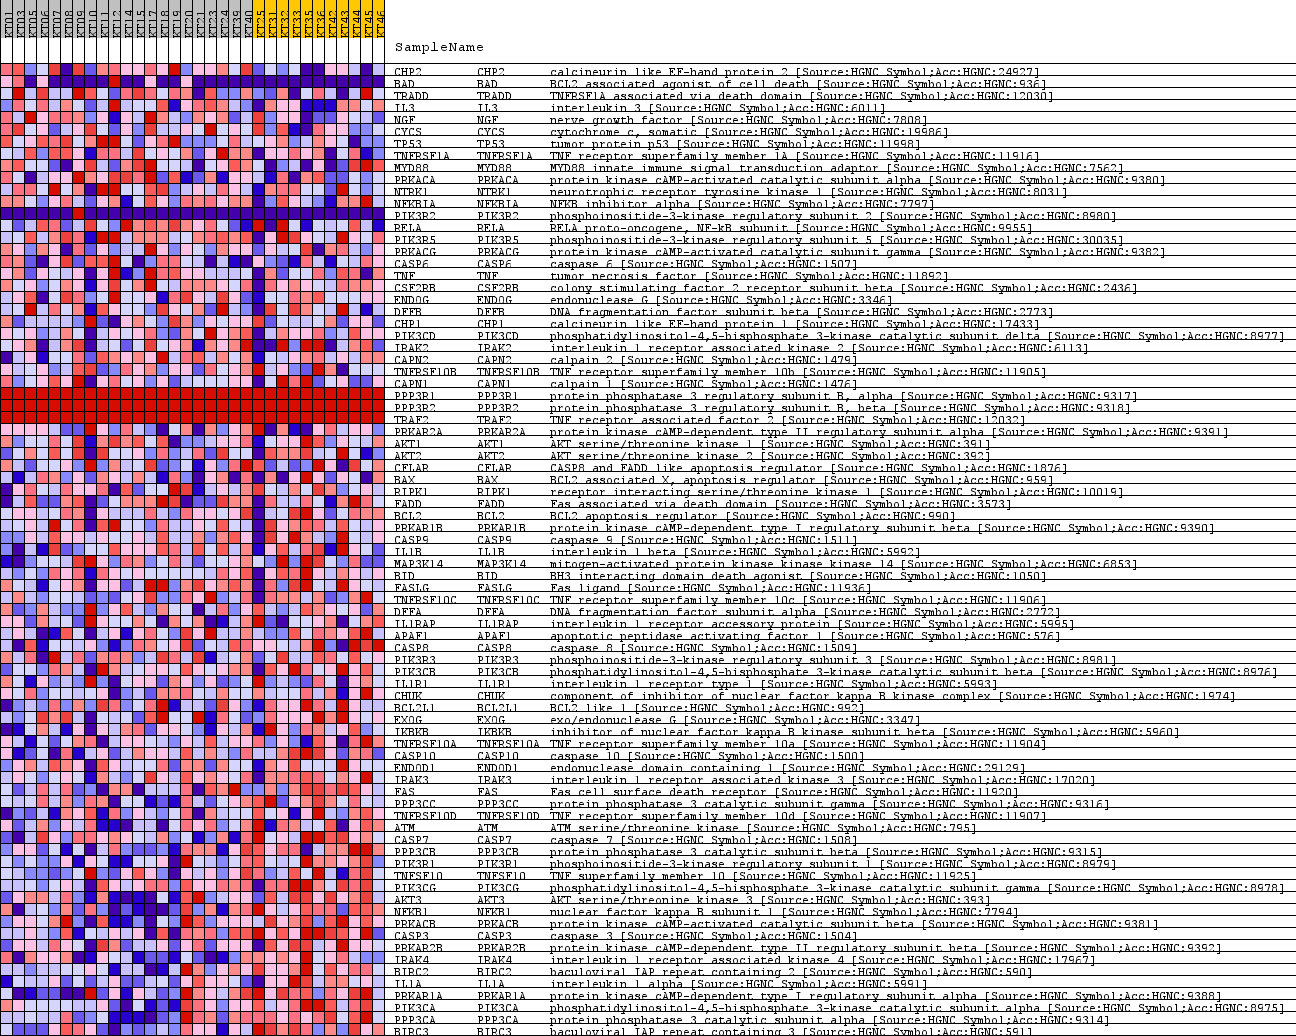 KT01 KT03 KT05 KT06 KT07 KT08 KT09 KT10 KT11 KT12 KT14 KT15 KT17 KT18 KT19 KT20 KT21 KT23 KT24 KT39 KT40 KT25 KT31 KT32 KT33 KT35 KT36 KT42 KT43 KT44 KT45 KT46
SampleName
CHP2 CHP2 calcineurin like EF-hand protein 2 [Source:HGNC Symbol;Acc:HGNC:24927]
BAD BAD BCL2 associated agonist of cell death [Source:HGNC Symbol;Acc:HGNC:936]
TRADD TRADD TNFRSF1A associated via death domain [Source:HGNC Symbol;Acc:HGNC:12030]
IL3 IL3 interleukin 3 [Source:HGNC Symbol;Acc:HGNC:6011]
NGF NGF nerve growth factor [Source:HGNC Symbol;Acc:HGNC:7808]
CYCS CYCS cytochrome c, somatic [Source:HGNC Symbol;Acc:HGNC:19986]
TP53 TP53 tumor protein p53 [Source:HGNC Symbol;Acc:HGNC:11998]
TNFRSF1A TNFRSF1A TNF receptor superfamily member 1A [Source:HGNC Symbol;Acc:HGNC:11916]
MYD88 MYD88 MYD88 innate immune signal transduction adaptor [Source:HGNC Symbol;Acc:HGNC:7562]
PRKACA PRKACA protein kinase cAMP-activated catalytic subunit alpha [Source:HGNC Symbol;Acc:HGNC:9380]
NTRK1 NTRK1 neurotrophic receptor tyrosine kinase 1 [Source:HGNC Symbol;Acc:HGNC:8031]
NFKBIA NFKBIA NFKB inhibitor alpha [Source:HGNC Symbol;Acc:HGNC:7797]
PIK3R2 PIK3R2 phosphoinositide-3-kinase regulatory subunit 2 [Source:HGNC Symbol;Acc:HGNC:8980]
RELA RELA RELA proto-oncogene, NF-kB subunit [Source:HGNC Symbol;Acc:HGNC:9955]
PIK3R5 PIK3R5 phosphoinositide-3-kinase regulatory subunit 5 [Source:HGNC Symbol;Acc:HGNC:30035]
PRKACG PRKACG protein kinase cAMP-activated catalytic subunit gamma [Source:HGNC Symbol;Acc:HGNC:9382]
CASP6 CASP6 caspase 6 [Source:HGNC Symbol;Acc:HGNC:1507]
TNF TNF tumor necrosis factor [Source:HGNC Symbol;Acc:HGNC:11892]
CSF2RB CSF2RB colony stimulating factor 2 receptor subunit beta [Source:HGNC Symbol;Acc:HGNC:2436]
ENDOG ENDOG endonuclease G [Source:HGNC Symbol;Acc:HGNC:3346]
DFFB DFFB DNA fragmentation factor subunit beta [Source:HGNC Symbol;Acc:HGNC:2773]
CHP1 CHP1 calcineurin like EF-hand protein 1 [Source:HGNC Symbol;Acc:HGNC:17433]
PIK3CD PIK3CD phosphatidylinositol-4,5-bisphosphate 3-kinase catalytic subunit delta [Source:HGNC Symbol;Acc:HGNC:8977]
IRAK2 IRAK2 interleukin 1 receptor associated kinase 2 [Source:HGNC Symbol;Acc:HGNC:6113]
CAPN2 CAPN2 calpain 2 [Source:HGNC Symbol;Acc:HGNC:1479]
TNFRSF10B TNFRSF10B TNF receptor superfamily member 10b [Source:HGNC Symbol;Acc:HGNC:11905]
CAPN1 CAPN1 calpain 1 [Source:HGNC Symbol;Acc:HGNC:1476]
PPP3R1 PPP3R1 protein phosphatase 3 regulatory subunit B, alpha [Source:HGNC Symbol;Acc:HGNC:9317]
PPP3R2 PPP3R2 protein phosphatase 3 regulatory subunit B, beta [Source:HGNC Symbol;Acc:HGNC:9318]
TRAF2 TRAF2 TNF receptor associated factor 2 [Source:HGNC Symbol;Acc:HGNC:12032]
PRKAR2A PRKAR2A protein kinase cAMP-dependent type II regulatory subunit alpha [Source:HGNC Symbol;Acc:HGNC:9391]
AKT1 AKT1 AKT serine/threonine kinase 1 [Source:HGNC Symbol;Acc:HGNC:391]
AKT2 AKT2 AKT serine/threonine kinase 2 [Source:HGNC Symbol;Acc:HGNC:392]
CFLAR CFLAR CASP8 and FADD like apoptosis regulator [Source:HGNC Symbol;Acc:HGNC:1876]
BAX BAX BCL2 associated X, apoptosis regulator [Source:HGNC Symbol;Acc:HGNC:959]
RIPK1 RIPK1 receptor interacting serine/threonine kinase 1 [Source:HGNC Symbol;Acc:HGNC:10019]
FADD FADD Fas associated via death domain [Source:HGNC Symbol;Acc:HGNC:3573]
BCL2 BCL2 BCL2 apoptosis regulator [Source:HGNC Symbol;Acc:HGNC:990]
PRKAR1B PRKAR1B protein kinase cAMP-dependent type I regulatory subunit beta [Source:HGNC Symbol;Acc:HGNC:9390]
CASP9 CASP9 caspase 9 [Source:HGNC Symbol;Acc:HGNC:1511]
IL1B IL1B interleukin 1 beta [Source:HGNC Symbol;Acc:HGNC:5992]
MAP3K14 MAP3K14 mitogen-activated protein kinase kinase kinase 14 [Source:HGNC Symbol;Acc:HGNC:6853]
BID BID BH3 interacting domain death agonist [Source:HGNC Symbol;Acc:HGNC:1050]
FASLG FASLG Fas ligand [Source:HGNC Symbol;Acc:HGNC:11936]
TNFRSF10C TNFRSF10C TNF receptor superfamily member 10c [Source:HGNC Symbol;Acc:HGNC:11906]
DFFA DFFA DNA fragmentation factor subunit alpha [Source:HGNC Symbol;Acc:HGNC:2772]
IL1RAP IL1RAP interleukin 1 receptor accessory protein [Source:HGNC Symbol;Acc:HGNC:5995]
APAF1 APAF1 apoptotic peptidase activating factor 1 [Source:HGNC Symbol;Acc:HGNC:576]
CASP8 CASP8 caspase 8 [Source:HGNC Symbol;Acc:HGNC:1509]
PIK3R3 PIK3R3 phosphoinositide-3-kinase regulatory subunit 3 [Source:HGNC Symbol;Acc:HGNC:8981]
PIK3CB PIK3CB phosphatidylinositol-4,5-bisphosphate 3-kinase catalytic subunit beta [Source:HGNC Symbol;Acc:HGNC:8976]
IL1R1 IL1R1 interleukin 1 receptor type 1 [Source:HGNC Symbol;Acc:HGNC:5993]
CHUK CHUK component of inhibitor of nuclear factor kappa B kinase complex [Source:HGNC Symbol;Acc:HGNC:1974]
BCL2L1 BCL2L1 BCL2 like 1 [Source:HGNC Symbol;Acc:HGNC:992]
EXOG EXOG exo/endonuclease G [Source:HGNC Symbol;Acc:HGNC:3347]
IKBKB IKBKB inhibitor of nuclear factor kappa B kinase subunit beta [Source:HGNC Symbol;Acc:HGNC:5960]
TNFRSF10A TNFRSF10A TNF receptor superfamily member 10a [Source:HGNC Symbol;Acc:HGNC:11904]
CASP10 CASP10 caspase 10 [Source:HGNC Symbol;Acc:HGNC:1500]
ENDOD1 ENDOD1 endonuclease domain containing 1 [Source:HGNC Symbol;Acc:HGNC:29129]
IRAK3 IRAK3 interleukin 1 receptor associated kinase 3 [Source:HGNC Symbol;Acc:HGNC:17020]
FAS FAS Fas cell surface death receptor [Source:HGNC Symbol;Acc:HGNC:11920]
PPP3CC PPP3CC protein phosphatase 3 catalytic subunit gamma [Source:HGNC Symbol;Acc:HGNC:9316]
TNFRSF10D TNFRSF10D TNF receptor superfamily member 10d [Source:HGNC Symbol;Acc:HGNC:11907]
ATM ATM ATM serine/threonine kinase [Source:HGNC Symbol;Acc:HGNC:795]
CASP7 CASP7 caspase 7 [Source:HGNC Symbol;Acc:HGNC:1508]
PPP3CB PPP3CB protein phosphatase 3 catalytic subunit beta [Source:HGNC Symbol;Acc:HGNC:9315]
PIK3R1 PIK3R1 phosphoinositide-3-kinase regulatory subunit 1 [Source:HGNC Symbol;Acc:HGNC:8979]
TNFSF10 TNFSF10 TNF superfamily member 10 [Source:HGNC Symbol;Acc:HGNC:11925]
PIK3CG PIK3CG phosphatidylinositol-4,5-bisphosphate 3-kinase catalytic subunit gamma [Source:HGNC Symbol;Acc:HGNC:8978]
AKT3 AKT3 AKT serine/threonine kinase 3 [Source:HGNC Symbol;Acc:HGNC:393]
NFKB1 NFKB1 nuclear factor kappa B subunit 1 [Source:HGNC Symbol;Acc:HGNC:7794]
PRKACB PRKACB protein kinase cAMP-activated catalytic subunit beta [Source:HGNC Symbol;Acc:HGNC:9381]
CASP3 CASP3 caspase 3 [Source:HGNC Symbol;Acc:HGNC:1504]
PRKAR2B PRKAR2B protein kinase cAMP-dependent type II regulatory subunit beta [Source:HGNC Symbol;Acc:HGNC:9392]
IRAK4 IRAK4 interleukin 1 receptor associated kinase 4 [Source:HGNC Symbol;Acc:HGNC:17967]
BIRC2 BIRC2 baculoviral IAP repeat containing 2 [Source:HGNC Symbol;Acc:HGNC:590]
IL1A IL1A interleukin 1 alpha [Source:HGNC Symbol;Acc:HGNC:5991]
PRKAR1A PRKAR1A protein kinase cAMP-dependent type I regulatory subunit alpha [Source:HGNC Symbol;Acc:HGNC:9388]
PIK3CA PIK3CA phosphatidylinositol-4,5-bisphosphate 3-kinase catalytic subunit alpha [Source:HGNC Symbol;Acc:HGNC:8975]
PPP3CA PPP3CA protein phosphatase 3 catalytic subunit alpha [Source:HGNC Symbol;Acc:HGNC:9314]
BIRC3 BIRC3 baculoviral IAP repeat containing 3 [Source:HGNC Symbol;Acc:HGNC:591]